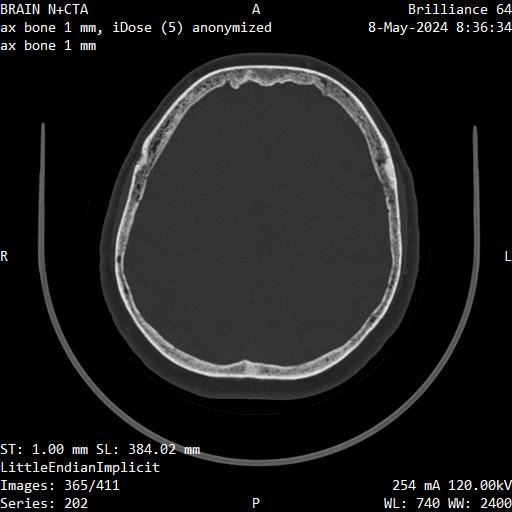 BRAIN N+CTA
ax bone 1 mm, iDose (5) anonymized
ax bone 1 mm
A
Brilliance 64
8-May-2024 8:36:34
R
L
ST: 1.00 mm SL: 384.02 mm
LittleEndianImplicit
Images: 365/411
Series: 202
P
254 mA 120.00kV
WL: 740 WW: 2400